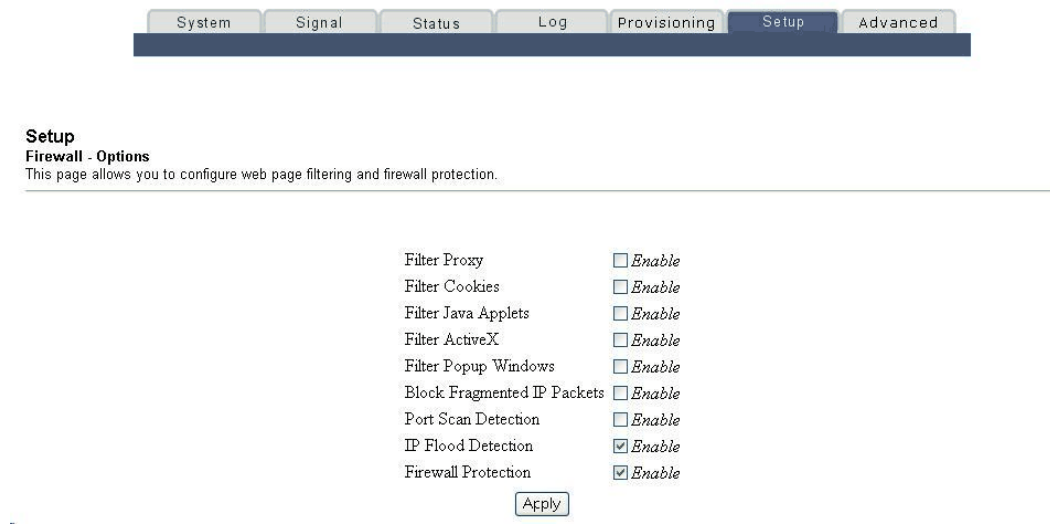 System Signal Status Log Provisioning Setup Advanced
Setup
Firewall - Options
This page allows you to configure web page filtering and firewall protection.
Filter Proxy Enable
Filter Cookies Enable
Filter Java Applets Enable
Filter ActiveX Enable
Filter Popup Windows Enable
Block Fragmented IP Packets Enable
Port Scan Detection Enable
IP Flood Detection Enable
Firewall Protection Enable
Apply